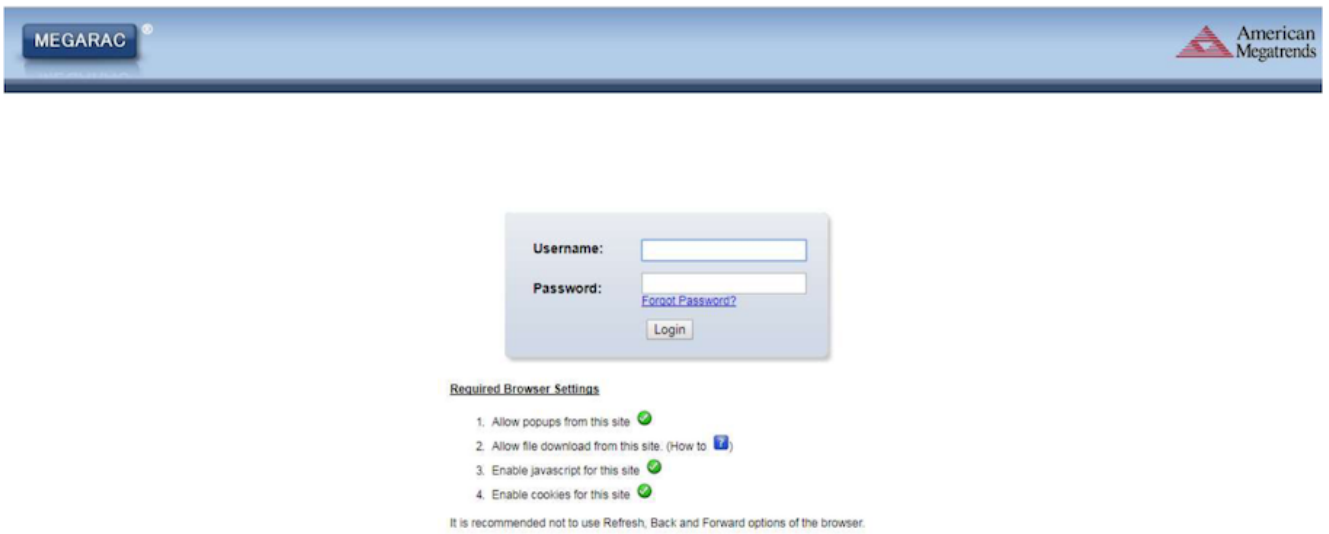 MEGARAC ®
American
Megatrends
Username:
Password:
Forgot Password?
Login
Required Browser Settings
1. Allow popups from this site
2. Allow file download from this site. (How to ?)
3. Enable javascript for this site
4. Enable cookies for this site
It is recommended not to use Refresh, Back and Forward options of the browser.